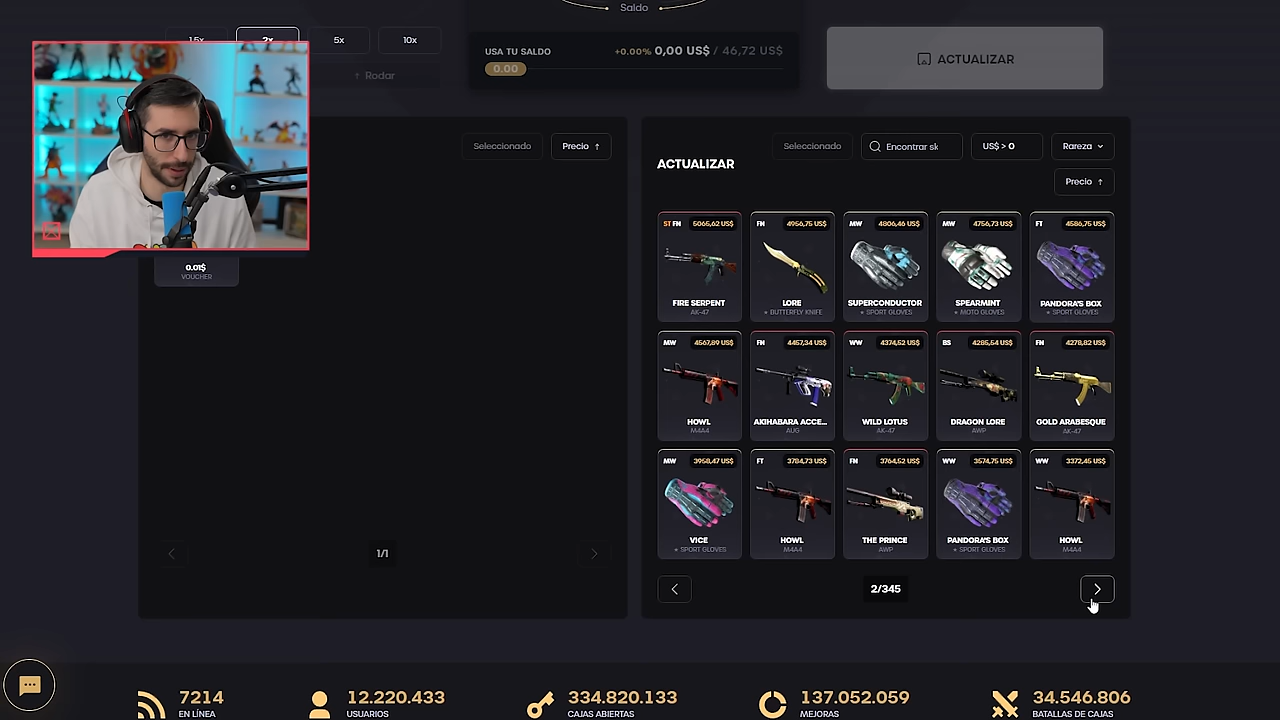 Saldo
1.5x
2x
5x
10x
USA TU SALDO
+0.00% 0,00 US$ / 46,72 US$
0.00
ACTUALIZAR
↑ Rodar
Seleccionado
Precio ↑
0.01$
VOUCHER
1/1
ACTUALIZAR
Seleccionado
Encontrar sk
US$ > 0
Rareza
Precio ↑
ST FN 5065,62 US$
FIRE SERPENT
AK-47
FN 4956,75 US$
LORE
★ BUTTERFLY KNIFE
MW 4806,46 US$
SUPERCONDUCTOR
★ SPORT GLOVES
MW 4756,73 US$
SPEARMINT
★ MOTO GLOVES
FT 4586,75 US$
PANDORA'S BOX
★ SPORT GLOVES
MW 4567,89 US$
HOWL
M4A4
FN 4457,34 US$
AKIHABARA ACCE...
AUG
WW 4374,52 US$
WILD LOTUS
AK-47
BS 4285,54 US$
DRAGON LORE
AWP
FN 4278,82 US$
GOLD ARABESQUE
AK-47
MW 3958,47 US$
VICE
★ SPORT GLOVES
FT 3784,73 US$
HOWL
M4A4
FN 3764,52 US$
THE PRINCE
AWP
WW 3574,75 US$
PANDORA'S BOX
★ SPORT GLOVES
WW 3372,45 US$
HOWL
M4A4
2/345
7214
EN LÍNEA
12.220.433
USUARIOS
334.820.133
CAJAS ABIERTAS
137.052.059
MEJORAS
34.546.806
BATALLAS DE CAJAS